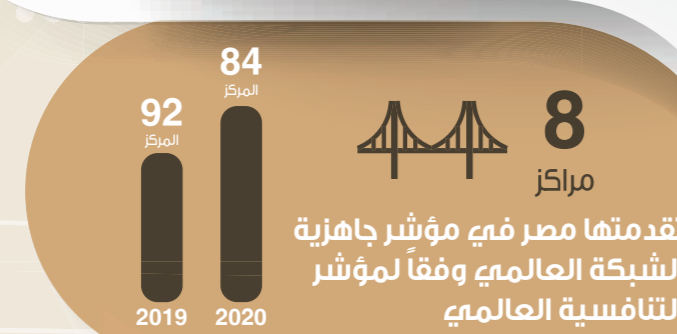 8
مراكز
تقدمتها مصر في مؤشر جاهزية
الشبكة العالمي وفقاً لمؤشر
التنافسية العالمي
84
المركز
92
المركز
2019
2020